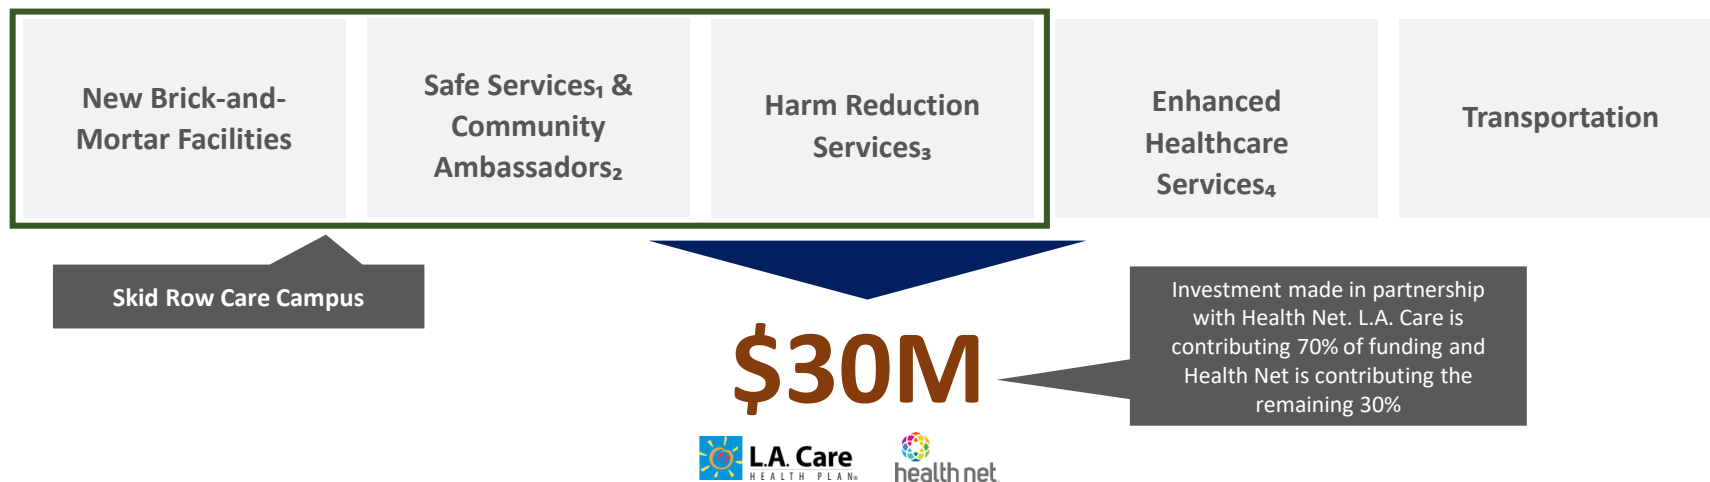 New Brick-and-
Mortar Facilities
Safe Services₁ &
Community
Ambassadors₂
Harm Reduction
Services₃
Enhanced
Healthcare
Services₄
Transportation
Skid Row Care Campus
Investment made in partnership
with Health Net. L.A. Care is
contributing 70% of funding and
Health Net is contributing the
remaining 30%
$30M
L.A. Care
HEALTH PLAN®
health net